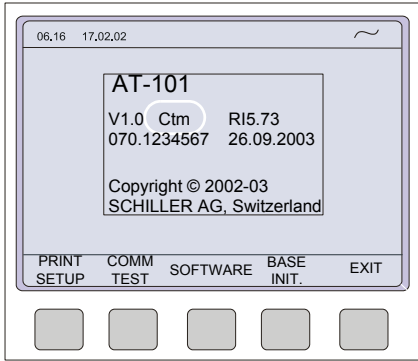 06.16 17.02.02
AT-101
V1.0 Ctm RI5.73
070.1234567 26.09.2003
Copyright © 2002-03
SCHILLER AG, Switzerland
PRINT SETUP COMM TEST SOFTWARE BASE INIT. EXIT